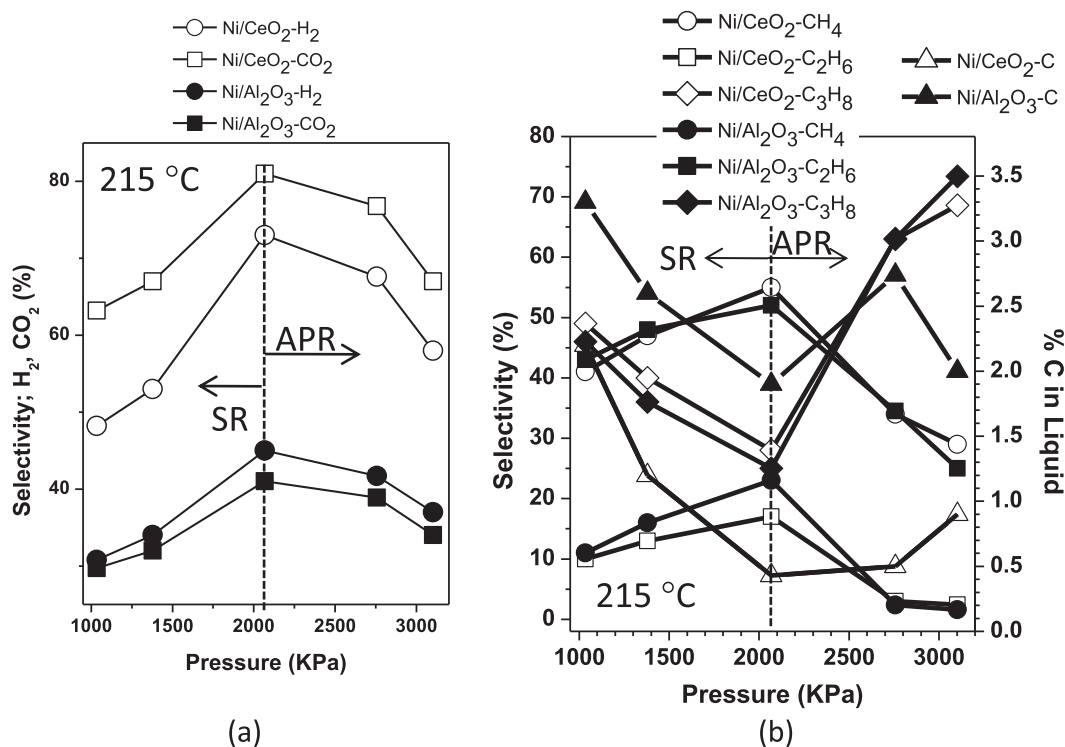 Ni/CeO2-H2
Ni/CeO2-CO2
Ni/Al2O3-H2
Ni/Al2O3-CO2
80
60
40
215 °C
APR
SR
Selectivity; H2, CO2 (%)
1000 1500 2000 2500 3000
Pressure (KPa)
(a)
Ni/CeO2-CH4
Ni/CeO2-C2H6
Ni/CeO2-C3H8
Ni/Al2O3-CH4
Ni/Al2O3-C2H6
Ni/Al2O3-C3H8
Ni/CeO2-C
Ni/Al2O3-C
80
70
60
50
40
30
20
10
0
Selectivity (%)
SR
APR
215 °C
3.5
3.0
2.5
2.0
1.5
1.0
0.5
0.0
% C in Liquid
1000 1500 2000 2500 3000
Pressure (KPa)
(b)